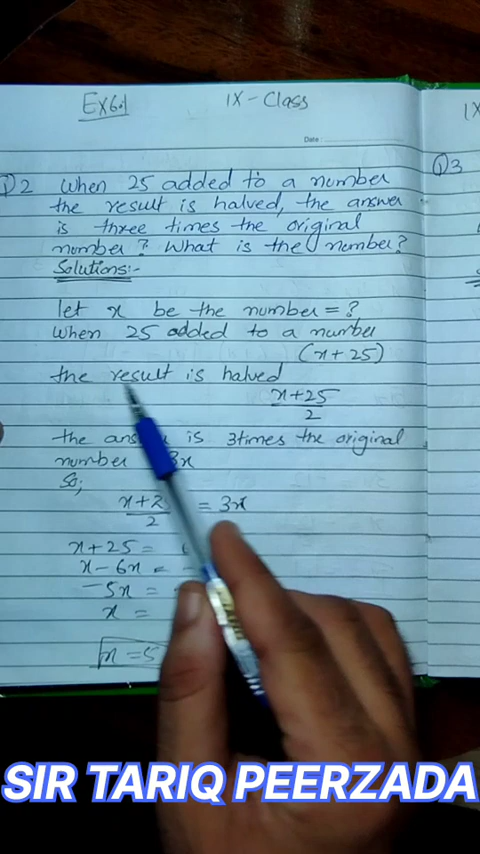 Ex6.1
IX - Class
Date :
Q2 When 25 added to a number
the result is halved, the answer
is three times the original
number? What is the number?
Solutions:-
let x be the number = ?
When 25 added to a number
(x + 25)
the result is halved
x+25
2
the is 3times the original
number 3x
So;
x+2
2
= 3x
x+25 =
x - 6x =
-5x =
x =
x = 5
IX
Q3
SIR TARIQ PEERZADA